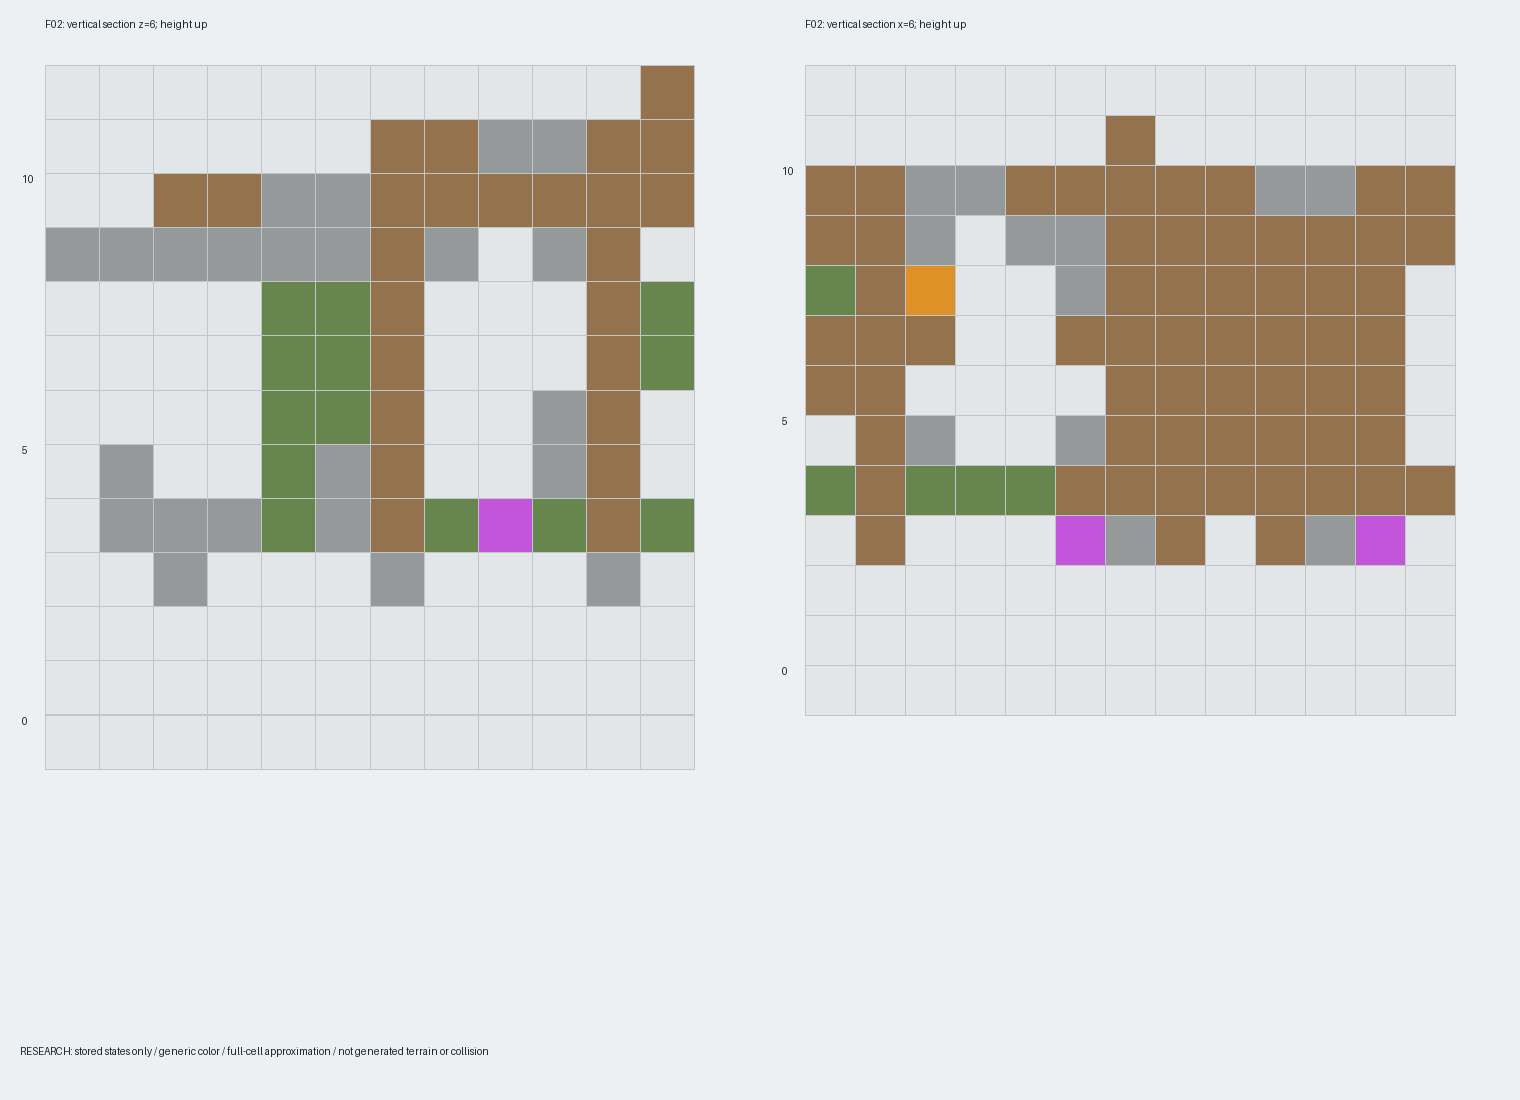 F02: vertical section z=6; height up
F02: vertical section x=6; height up
10
5
0
10
5
0
RESEARCH: stored states only / generic color / full-cell approximation / not generated terrain or collision